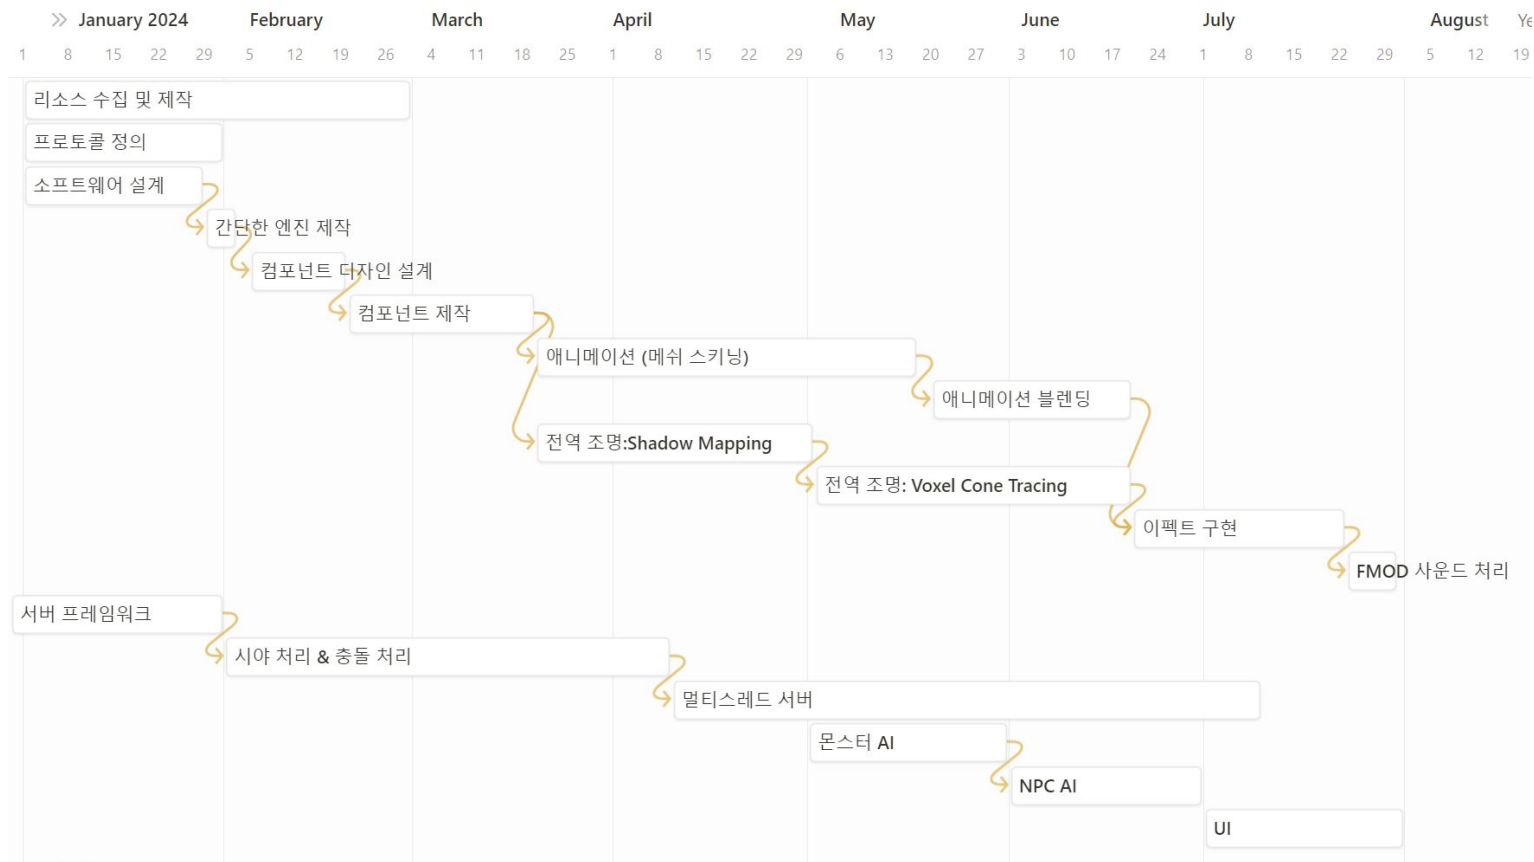 January 2024 February March April May June July August Ye
1 8 15 22 29 5 12 19 26 4 11 18 25 1 8 15 22 29 6 13 20 27 3 10 17 24 1 8 15 22 29 5 12 19
리소스 수집 및 제작
프로토콜 정의
소프트웨어 설계
간단한 엔진 제작
컴포넌트 디자인 설계
컴포넌트 제작
애니메이션 (메쉬 스키닝)
애니메이션 블렌딩
전역 조명:Shadow Mapping
전역 조명: Voxel Cone Tracing
이펙트 구현
FMOD 사운드 처리
서버 프레임워크
시야 처리 & 충돌 처리
멀티스레드 서버
몬스터 AI
NPC AI
UI